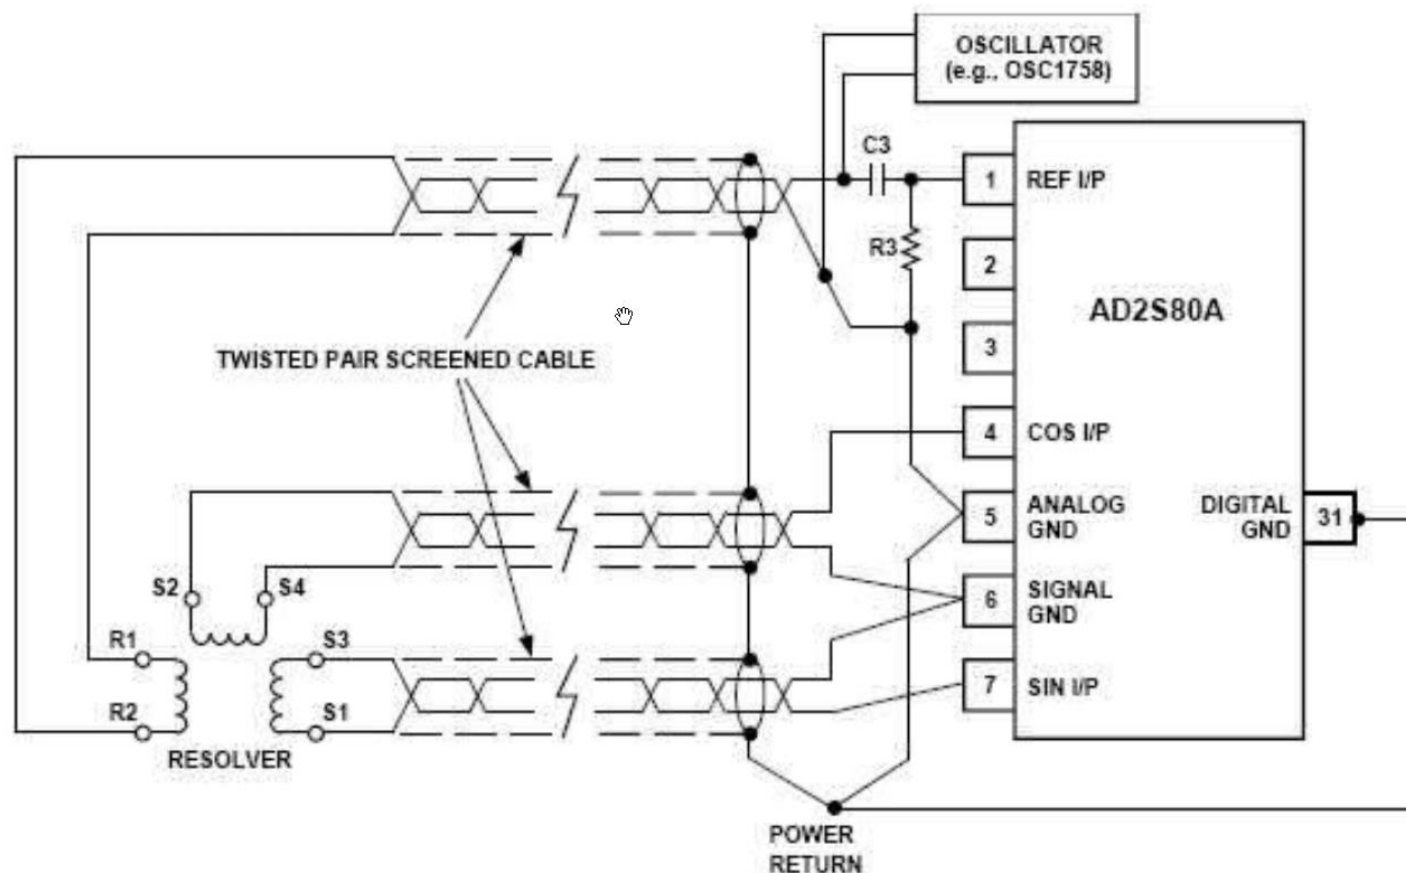 OSCILLATOR
(e.g., OSC1758)
C3
1 REF I/P
R3
2
AD2S80A
3
TWISTED PAIR SCREENED CABLE
4 COS I/P
5 ANALOG
GND
DIGITAL
GND
31
S2
S4
6 SIGNAL
GND
R1
S3
7 SIN I/P
R2
S1
RESOLVER
POWER
RETURN